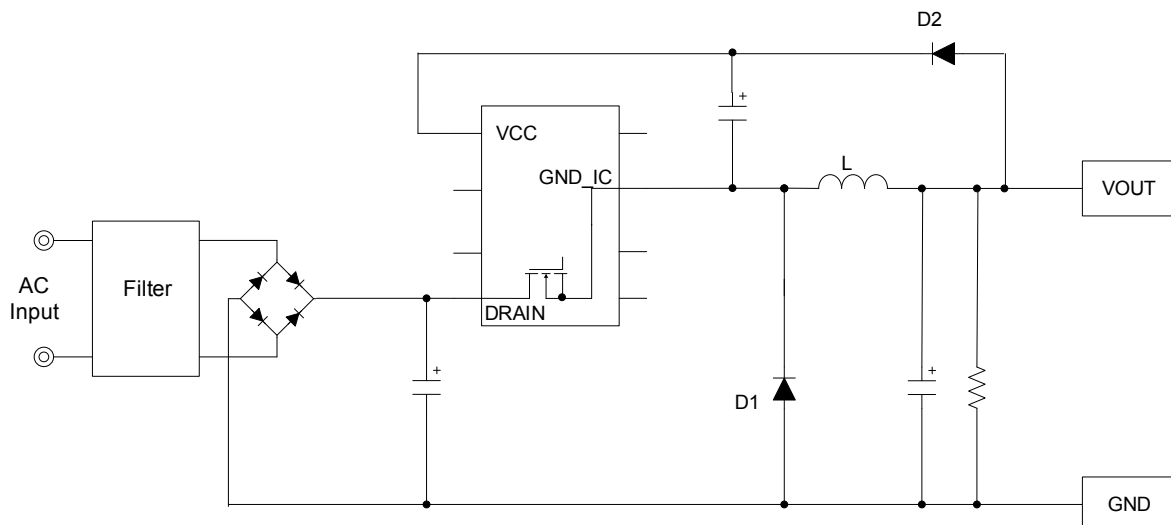 D2
+
VCC
GND_IC
L
VOUT
AC
Input
Filter
DRAIN
+
D1
+
GND